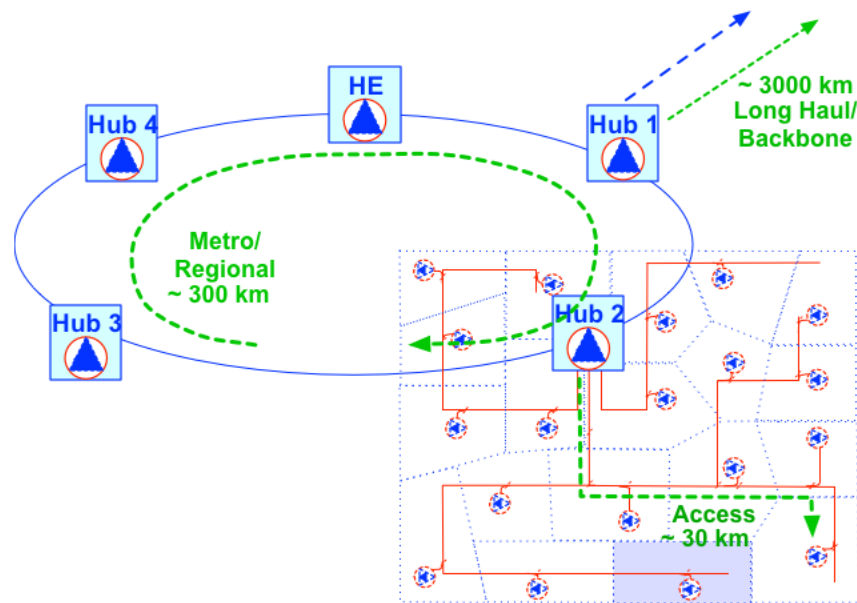 HE
Hub 4
Hub 1
~ 3000 km
Long Haul/
Backbone
Metro/
Regional
~ 300 km
Hub 3
Hub 2
Access
~ 30 km